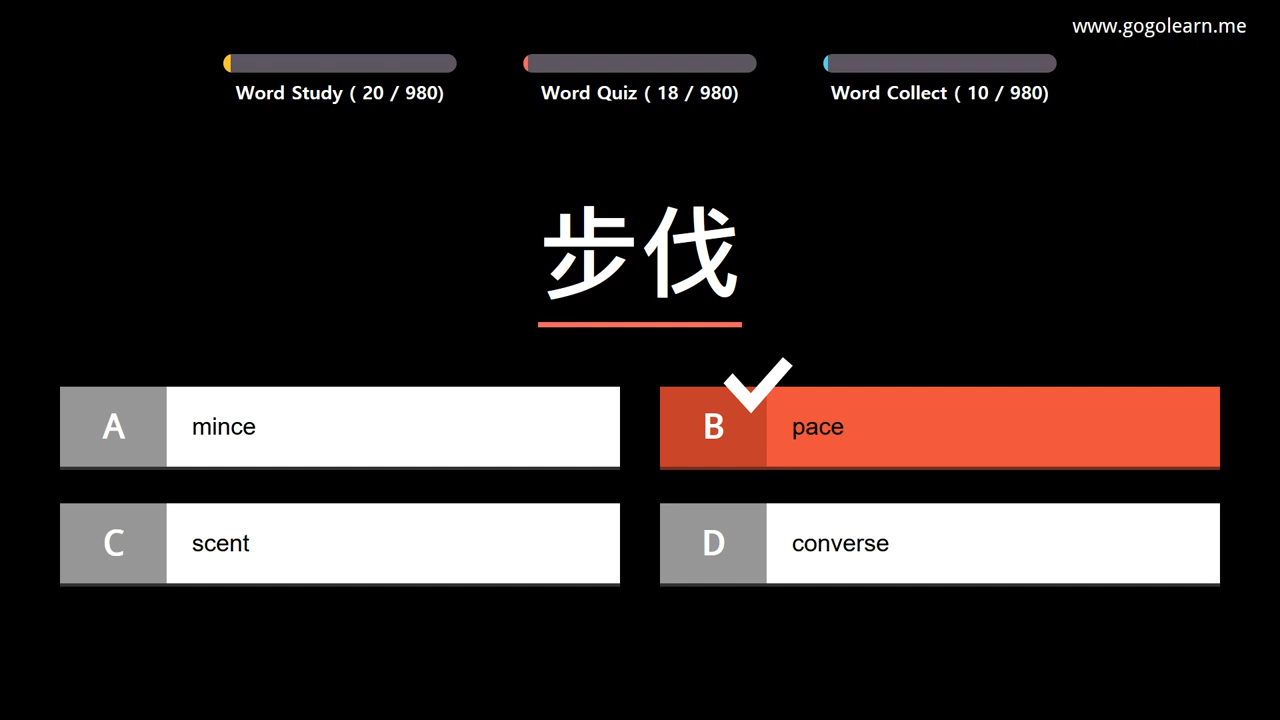 www.gogolearn.me
Word Study ( 20 / 980)
Word Quiz ( 18 / 980)
Word Collect ( 10 / 980)
步伐
A mince
B pace
C scent
D converse